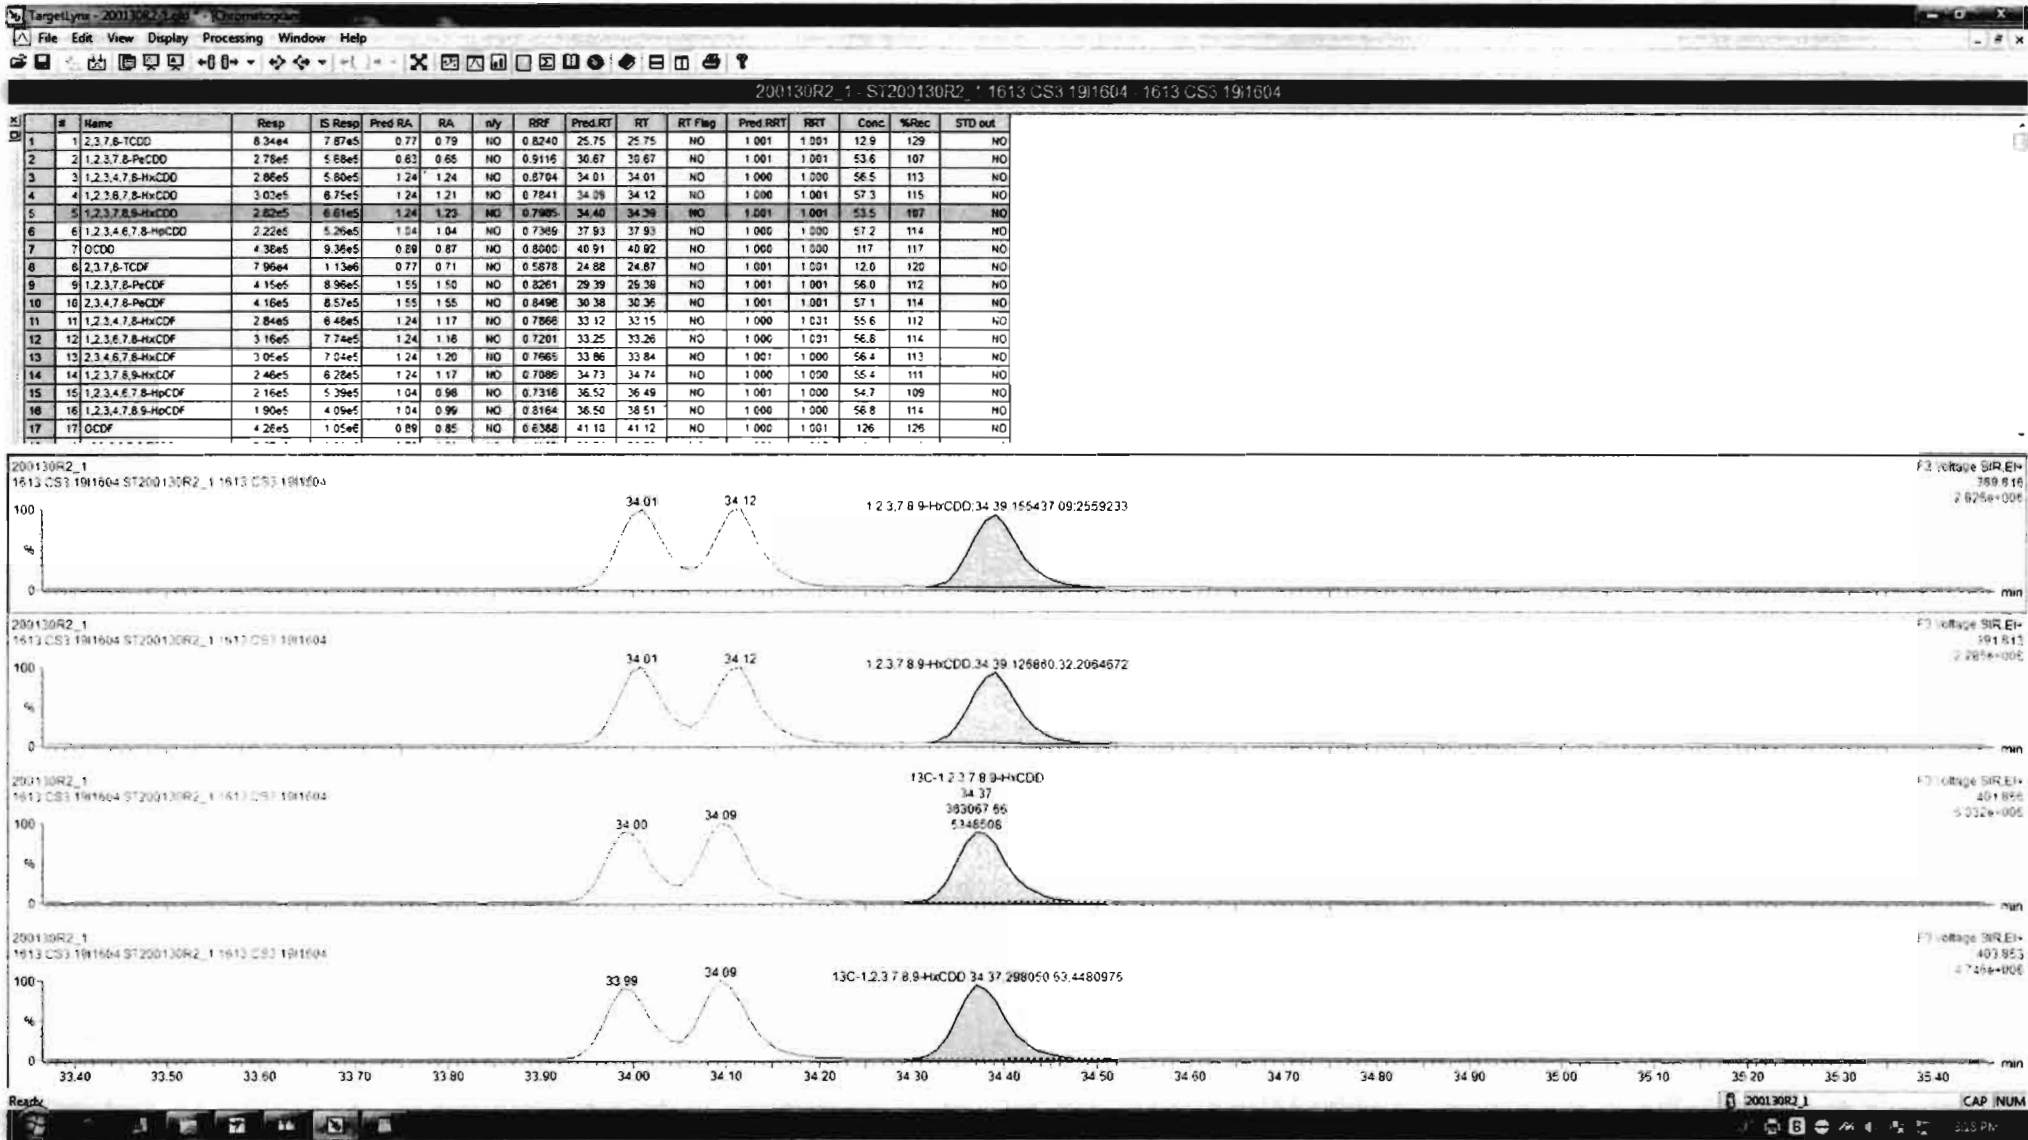 TargetLynx - 200130R2-1.qld * - [Chromatogram]
File Edit View Display Processing Window Help
200130R2_1 - ST200130R2_1 1613 CS3 19I1604 - 1613 CS3 19I1604
# Name Resp IS Resp Pred RA RA n/y RRF Pred.RT RT RT Flag Pred.RRT RRT Conc %Rec STD out
1 1 2,3,7,8-TCDD 8.34e4 7.87e5 0.77 0.79 NO 0.8240 25.75 25.75 NO 1.001 1.001 12.9 129 NO
2 2 1,2,3,7,8-PeCDD 2.78e5 5.68e5 0.63 0.65 NO 0.9116 30.67 30.67 NO 1.001 1.001 53.6 107 NO
3 3 1,2,3,4,7,8-HxCDD 2.86e5 5.80e5 1.24 1.24 NO 0.8704 34.01 34.01 NO 1.000 1.000 56.5 113 NO
4 4 1,2,3,6,7,8-HxCDD 3.03e5 6.75e5 1.24 1.21 NO 0.7841 34.09 34.12 NO 1.000 1.001 57.3 115 NO
5 5 1,2,3,7,8,9-HxCDD 2.82e5 6.61e5 1.24 1.23 NO 0.7985 34.40 34.39 NO 1.001 1.001 53.5 107 NO
6 6 1,2,3,4,6,7,8-HpCDD 2.22e5 5.26e5 1.04 1.04 NO 0.7389 37.93 37.93 NO 1.000 1.000 57.2 114 NO
7 7 OCDD 4.38e5 9.36e5 0.89 0.87 NO 0.8000 40.91 40.92 NO 1.000 1.000 117 117 NO
8 8 2,3,7,8-TCDF 7.96e4 1.13e6 0.77 0.71 NO 0.5878 24.88 24.87 NO 1.001 1.001 12.0 120 NO
9 9 1,2,3,7,8-PeCDF 4.15e5 8.96e5 1.55 1.50 NO 0.8261 29.39 29.38 NO 1.001 1.001 56.0 112 NO
10 10 2,3,4,7,8-PeCDF 4.16e5 8.57e5 1.55 1.55 NO 0.8498 30.38 30.36 NO 1.001 1.001 57.1 114 NO
11 11 1,2,3,4,7,8-HxCDF 2.84e5 6.48e5 1.24 1.17 NO 0.7868 33.12 33.15 NO 1.000 1.001 55.6 112 NO
12 12 1,2,3,6,7,8-HxCDF 3.16e5 7.74e5 1.24 1.18 NO 0.7201 33.25 33.26 NO 1.000 1.001 56.8 114 NO
13 13 2,3,4,6,7,8-HxCDF 3.05e5 7.04e5 1.24 1.20 NO 0.7665 33.86 33.84 NO 1.001 1.000 56.4 113 NO
14 14 1,2,3,7,8,9-HxCDF 2.46e5 6.28e5 1.24 1.17 NO 0.7086 34.73 34.74 NO 1.000 1.000 55.4 111 NO
15 15 1,2,3,4,6,7,8-HpCDF 2.16e5 5.39e5 1.04 0.98 NO 0.7316 36.52 36.49 NO 1.001 1.000 54.7 109 NO
16 16 1,2,3,4,7,8,9-HpCDF 1.90e5 4.09e5 1.04 0.99 NO 0.8164 38.50 38.51 NO 1.000 1.000 56.8 114 NO
17 17 OCDF 4.26e5 1.05e6 0.89 0.85 NO 0.6388 41.10 41.12 NO 1.000 1.001 126 126 NO
200130R2_1
1613 CS3 19I1604 ST200130R2_1 1613 CS3 19I1604
F3:Voltage SIR,EI+
389.816
2.826e+006
100
%
0
34.01
34.12
1,2,3,7,8,9-HxCDD;34.39;155437.09;2559233
min
200130R2_1
1613 CS3 19I1604 ST200130R2_1 1613 CS3 19I1604
F3:Voltage SIR,EI+
391.813
2.285e+006
100
%
0
34.01
34.12
1,2,3,7,8,9-HxCDD;34.39;126860.32;2064672
min
200130R2_1
1613 CS3 19I1604 ST200130R2_1 1613 CS3 19I1604
F3:Voltage SIR,EI+
401.856
100
%
0
34.00
34.09
13C-1,2,3,7,8,9-HxCDD
34.37
5348508
min
200130R2_1
1613 CS3 19I1604 ST200130R2_1 1613 CS3 19I1604
F3:Voltage SIR,EI+
403.853
4.746e+006
100
%
0
33.99
34.09
13C-1,2,3,7,8,9-HxCDD;34.37;298050.63;4480975
min
33.40 33.50 33.60 33.70 33.80 33.90 34.00 34.10 34.20 34.30 34.40 34.50 34.60 34.70 34.80 34.90 35.00 35.10 35.20 35.30 35.40
Ready
200130R2_1
CAP NUM